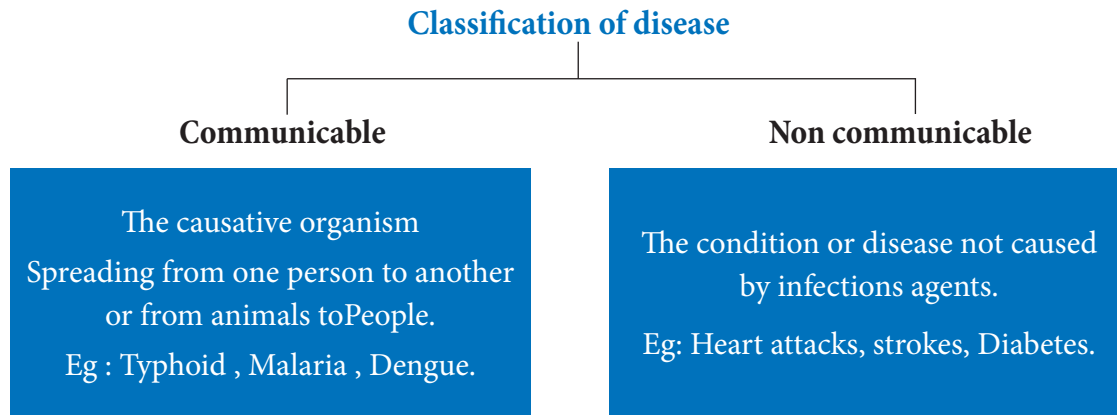 Classification of disease
Communicable
Non communicable
The causative organism
Spreading from one person to another
or from animals toPeople.
Eg : Typhoid , Malaria , Dengue.
The condition or disease not caused
by infections agents.
Eg: Heart attacks, strokes, Diabetes.